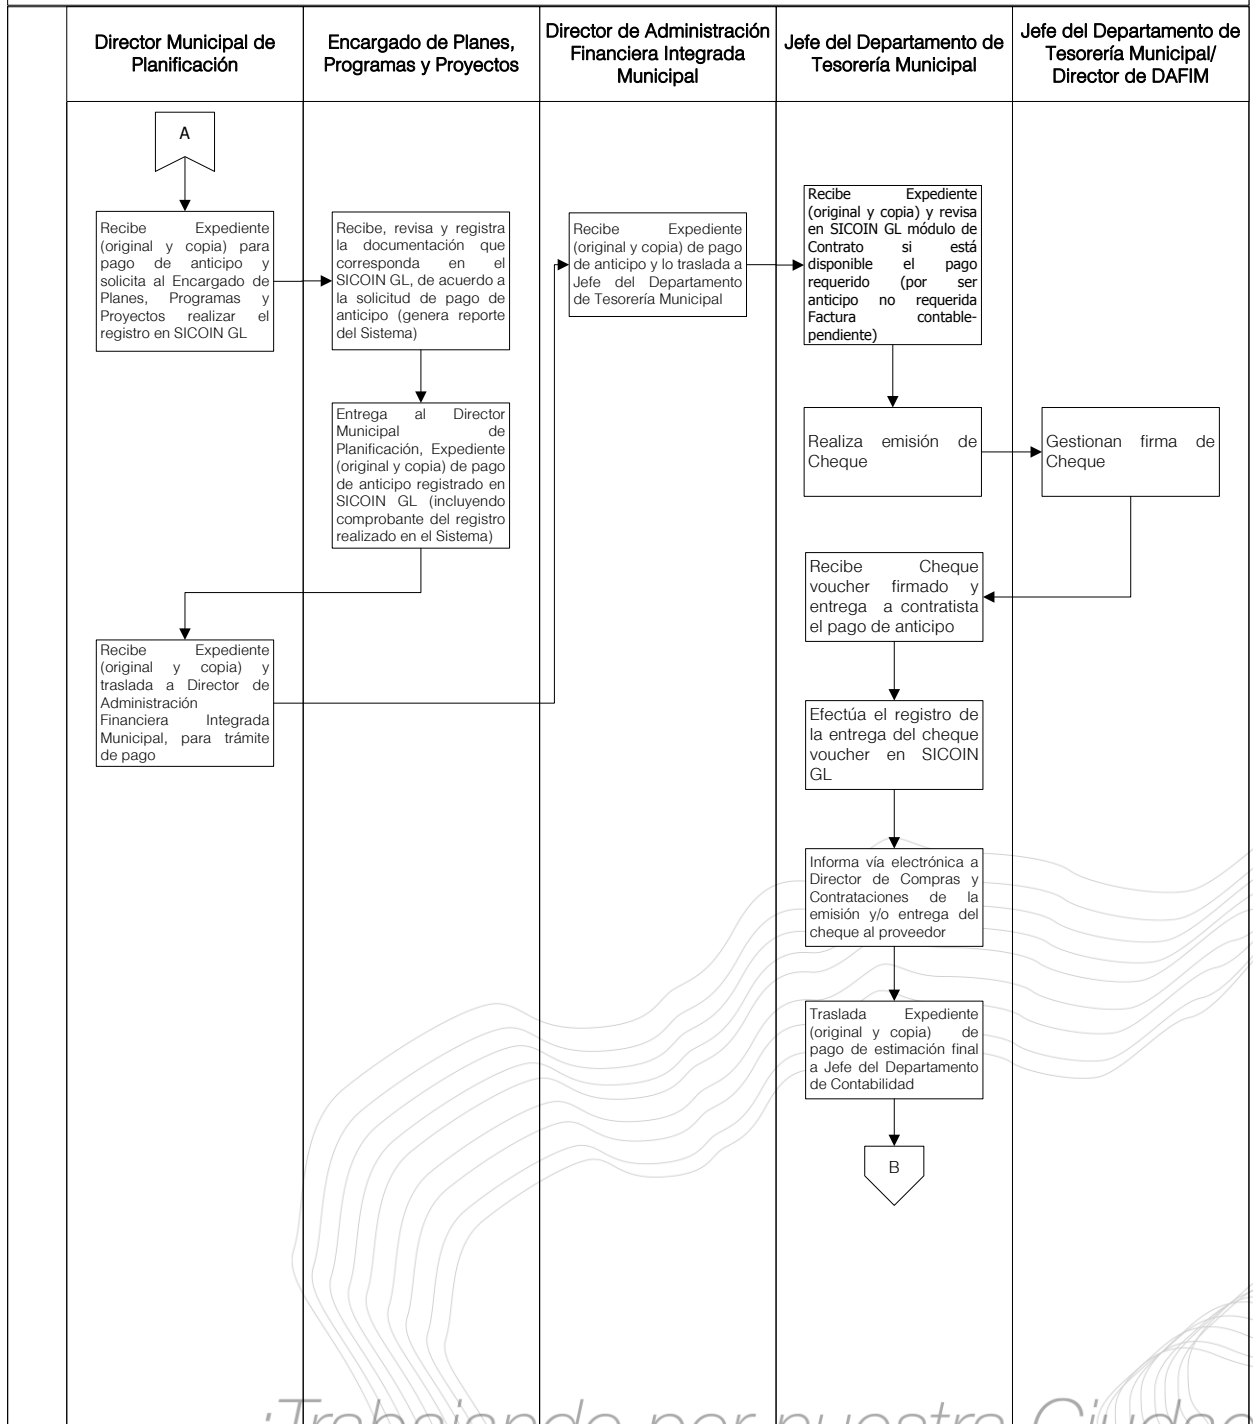 Director Municipal de
Planificación
Encargado de Planes,
Programas y Proyectos
Director de Administración
Financiera Integrada
Municipal
Jefe del Departamento de
Tesorería Municipal
Jefe del Departamento de
Tesorería Municipal/
Director de DAFIM
A
Recibe Expediente
(original y copia) para
pago de anticipo y
solicita al Encargado de
Planes, Programas y
Proyectos realizar el
registro en SICOIN GL
Recibe, revisa y registra
la documentación que
corresponda en el
SICOIN GL, de acuerdo a
la solicitud de pago de
anticipo (genera reporte
del Sistema)
Recibe Expediente
(original y copia) de pago
de anticipo y lo traslada a
Jefe del Departamento
de Tesorería Municipal
Recibe Expediente
(original y copia) y revisa
en SICOIN GL módulo de
Contrato si está
disponible el pago
requerido (por ser
anticipo no requerida
Factura contable-
pendiente)
Entrega al Director
Municipal de
Planificación, Expediente
(original y copia) de pago
de anticipo registrado en
SICOIN GL (incluyendo
comprobante del registro
realizado en el Sistema)
Realiza emisión de
Cheque
Gestionan firma de
Cheque
Recibe Cheque
voucher firmado y
entrega a contratista
el pago de anticipo
Recibe Expediente
(original y copia) y
traslada a Director de
Administración
Financiera Integrada
Municipal, para trámite
de pago
Efectúa el registro de
la entrega del cheque
voucher en SICOIN
GL
Informa vía electrónica a
Director de Compras y
Contrataciones de la
emisión y/o entrega del
cheque al proveedor
Traslada Expediente
(original y copia) de
pago de estimación final
a Jefe del Departamento
de Contabilidad
B
¡Trabajando por nuestra Ciudad